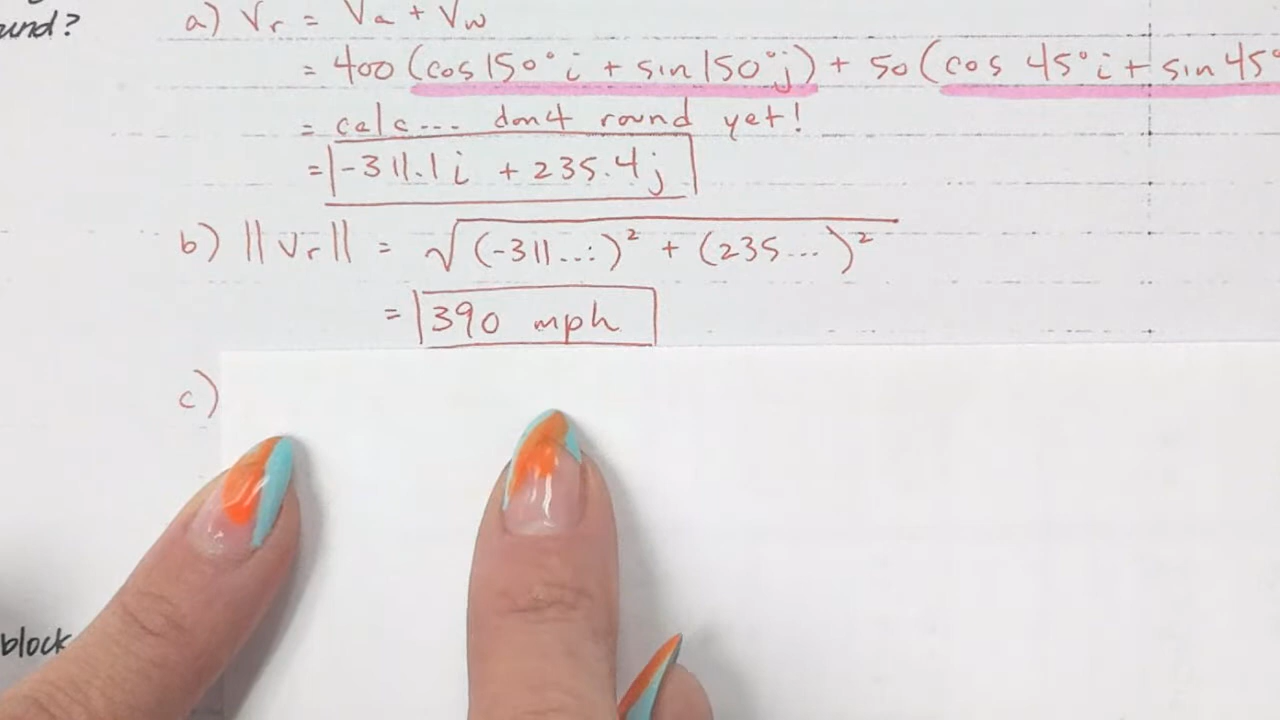 und?
a) Vr = Va + Vw
= 400 (cos 150° i + sin 150° j) + 50 (cos 45° i + sin 45°
= calc... don4 round yet!
= -311.1 i + 235.4 j
b) ||Vr|| = √(-311...)² + (235...)²
= 390 mph
c)
block